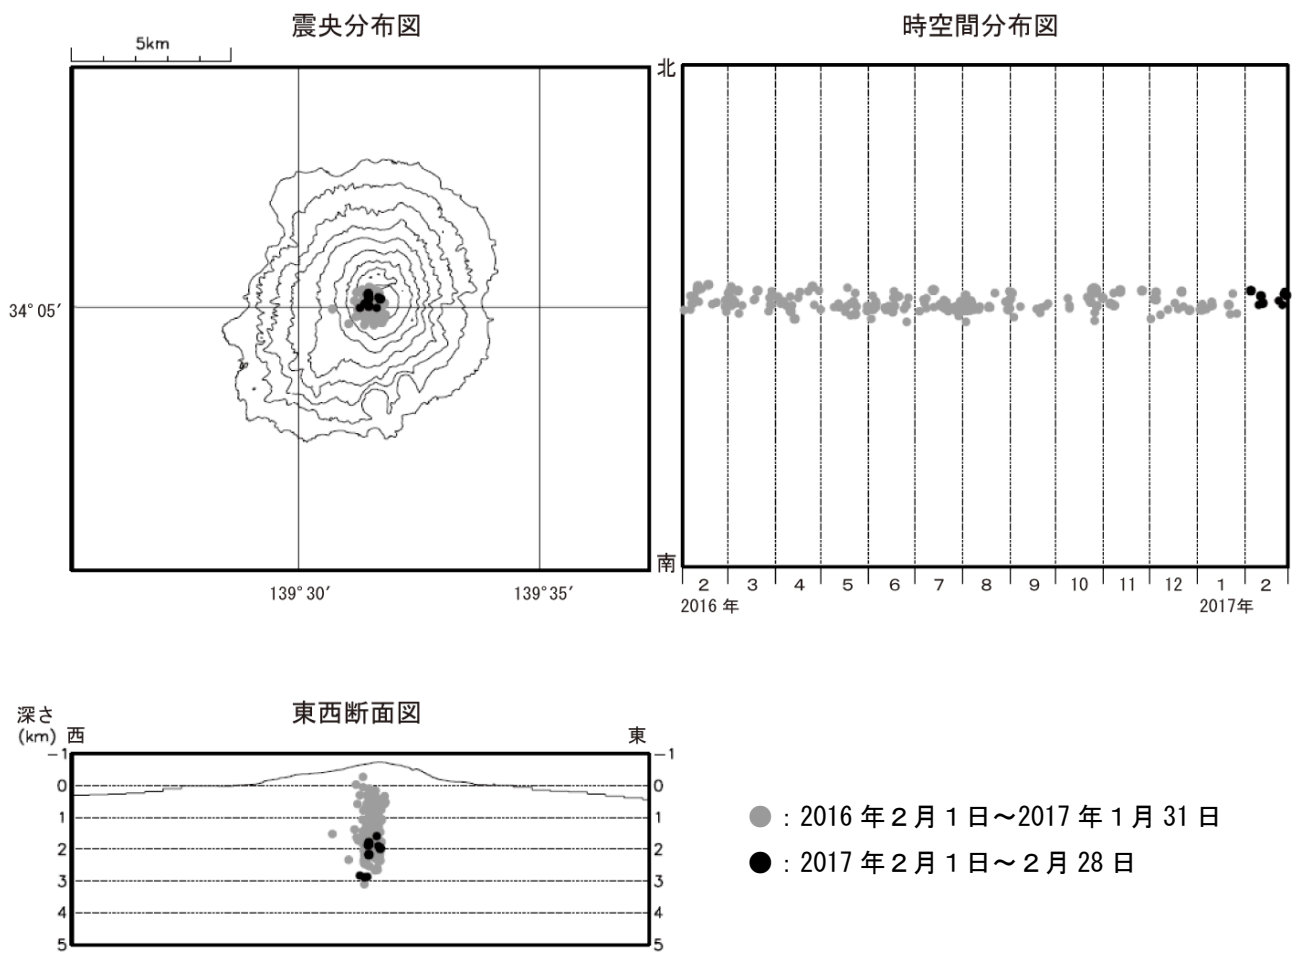 震央分布図
5km
34° 05′
139° 30′
139° 35′
時空間分布図
北
南
2 3 4 5 6 7 8 9 10 11 12 1 2
2016 年
2017年
東西断面図
深さ
(km)
西
東
-1
0
1
2
3
4
5
-1
0
1
2
3
4
5
：2016 年２月１日～2017 年１月 31 日
：2017 年２月１日～２月 28 日